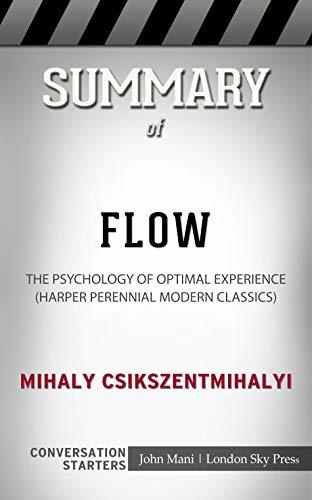 SUMMARY
of
FLOW
THE PSYCHOLOGY OF OPTIMAL EXPERIENCE
(HARPER PERENNIAL MODERN CLASSICS)
MIHALY CSIKSZENTMIHALYI
CONVERSATION
STARTERS
John Mani | London Sky Press